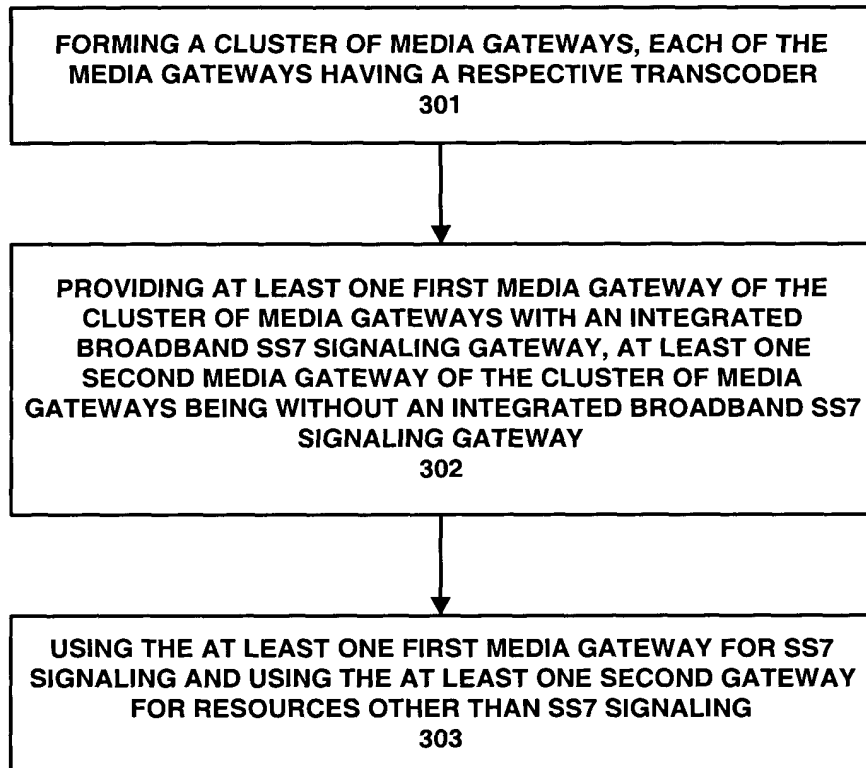 FORMING A CLUSTER OF MEDIA GATEWAYS, EACH OF THE
MEDIA GATEWAYS HAVING A RESPECTIVE TRANSCODER
301
PROVIDING AT LEAST ONE FIRST MEDIA GATEWAY OF THE
CLUSTER OF MEDIA GATEWAYS WITH AN INTEGRATED
BROADBAND SS7 SIGNALING GATEWAY, AT LEAST ONE
SECOND MEDIA GATEWAY OF THE CLUSTER OF MEDIA
GATEWAYS BEING WITHOUT AN INTEGRATED BROADBAND SS7
SIGNALING GATEWAY
302
USING THE AT LEAST ONE FIRST MEDIA GATEWAY FOR SS7
SIGNALING AND USING THE AT LEAST ONE SECOND GATEWAY
FOR RESOURCES OTHER THAN SS7 SIGNALING
303